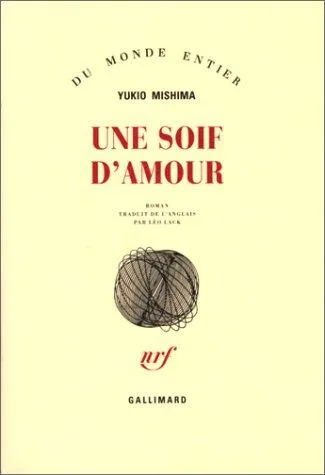 DU MONDE ENTIER
YUKIO MISHIMA
UNE SOIF
D'AMOUR
ROMAN
TRADUIT DE L'ANGLAIS
PAR LÉO LACK
nrf
GALLIMARD